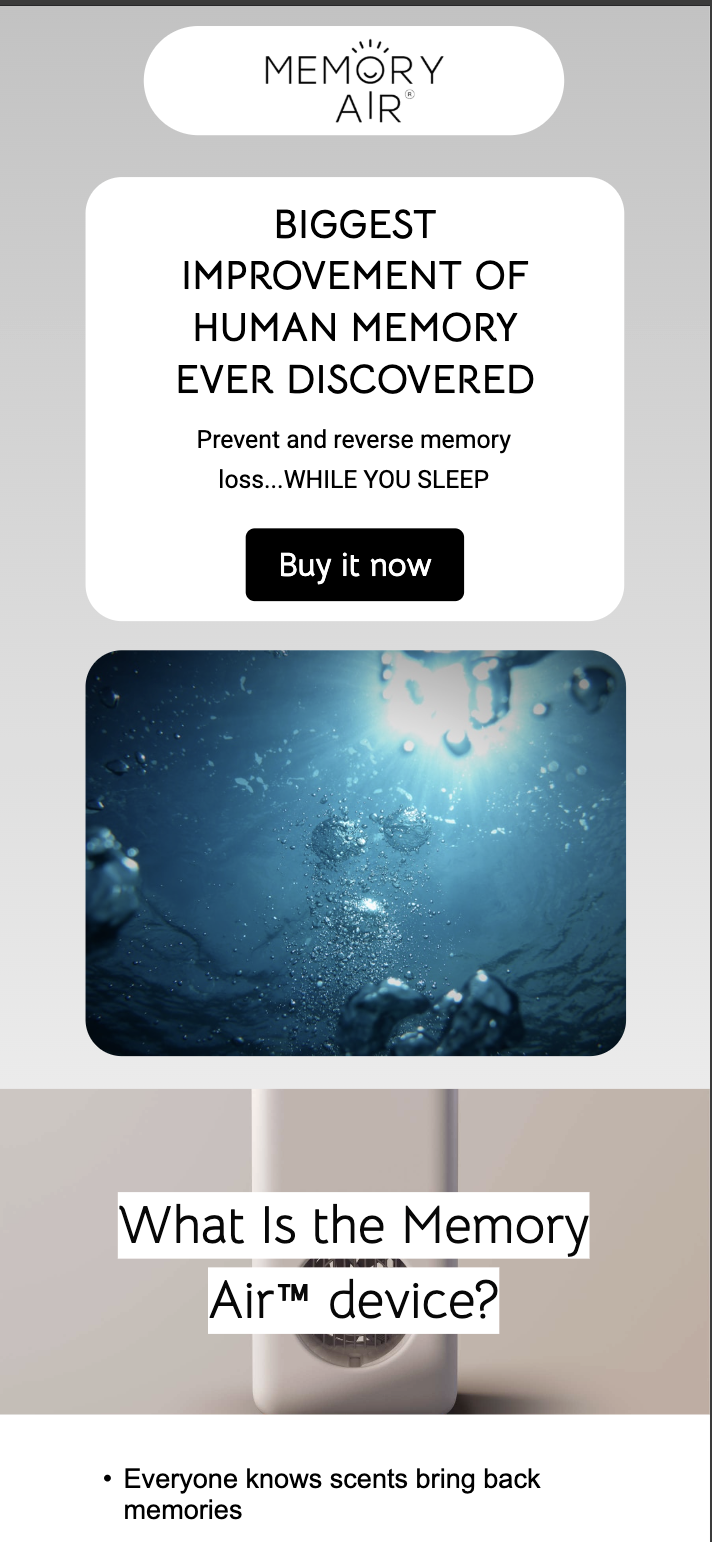 MEMORY
AIR®
BIGGEST
IMPROVEMENT OF
HUMAN MEMORY
EVER DISCOVERED
Prevent and reverse memory
loss...WHILE YOU SLEEP
Buy it now
What Is the Memory
Air™ device?
• Everyone knows scents bring back
memories